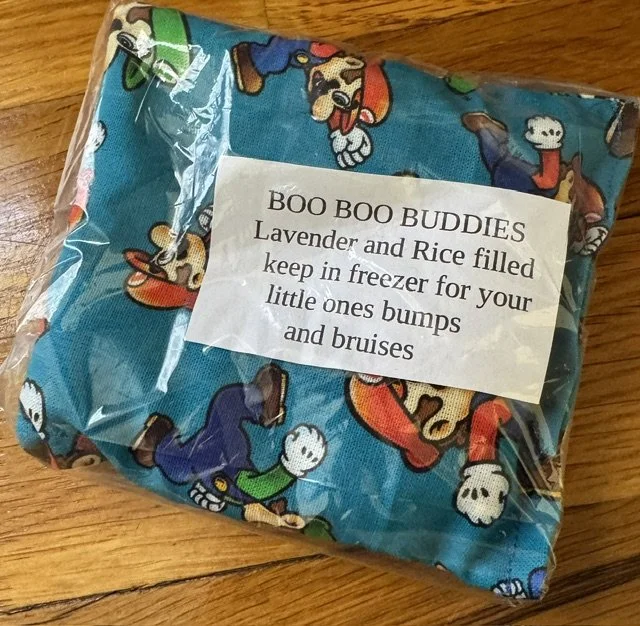 BOO BOO BUDDIES
Lavender and Rice filled
keep in freezer for your
little ones bumps
and bruises